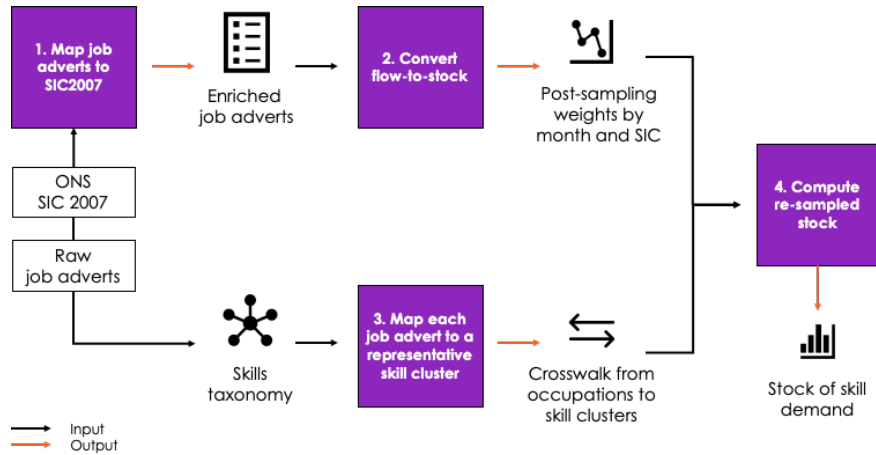 1. Map job
adverts to
SIC2007
Enriched
job adverts
2. Convert
flow-to-stock
Post-sampling
weights by
month and SIC
ONS
SIC 2007
Raw
job adverts
4. Compute
re-sampled
stock
Skills
taxonomy
3. Map each
job advert to a
representative
skill cluster
Crosswalk from
occupations to
skill clusters
Stock of skill
demand
Input
Output